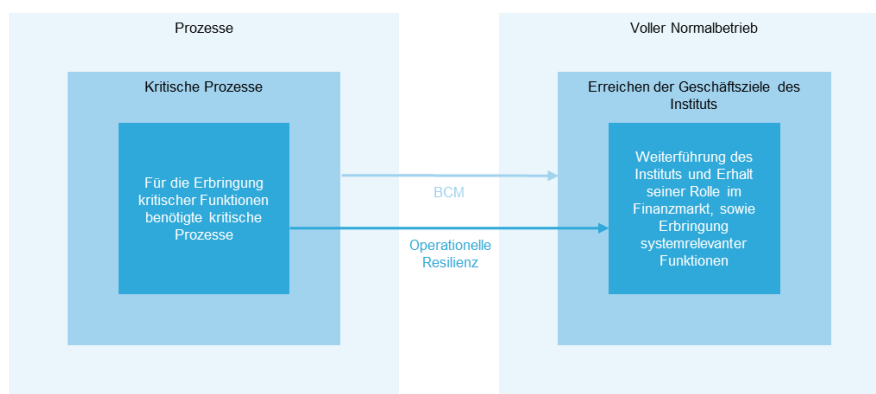 Prozesse
Kritische Prozesse
Für die Erbringung
kritischer Funktionen
benötigte kritische
Prozesse
BCM
Operationelle
Resilienz
Voller Normalbetrieb
Erreichen der Geschäftsziele des
Instituts
Weiterführung des
Instituts und Erhalt
seiner Rolle im
Finanzmarkt, sowie
Erbringung
systemrelevanter
Funktionen